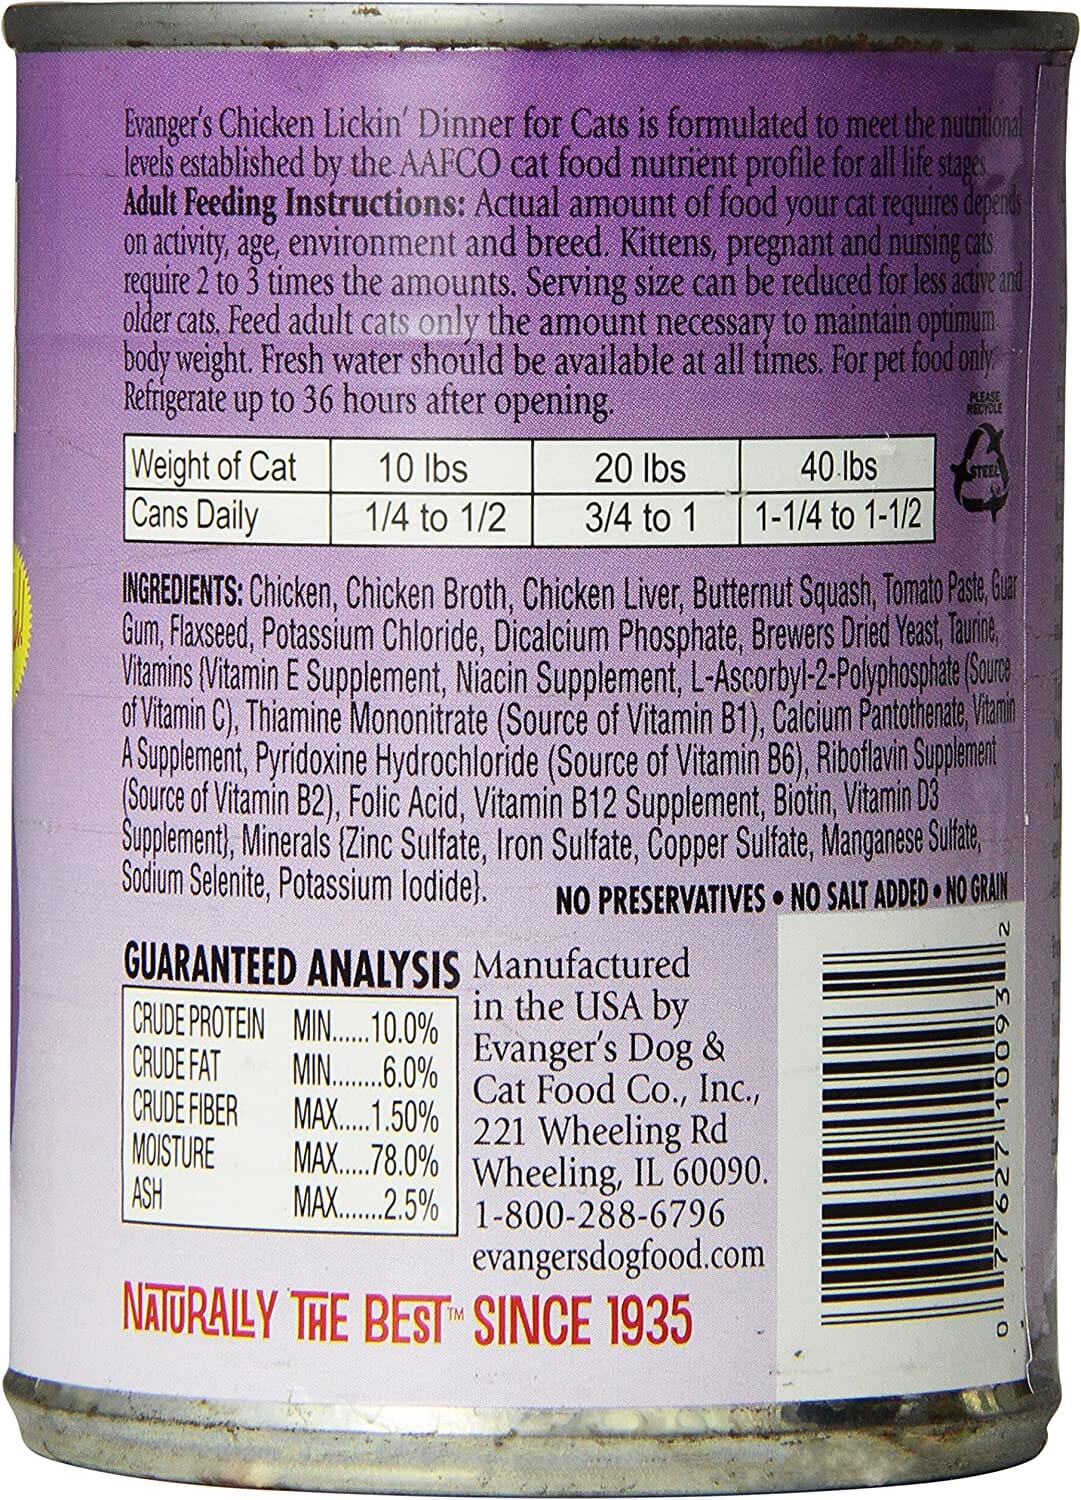 Evanger's Chicken Lickin' Dinner for Cats is formulated to meet the nutritional
levels established by the AAFCO cat food nutrient profile for all life stages.
Adult Feeding Instructions: Actual amount of food your cat requires depends
on activity, age, environment and breed. Kittens, pregnant and nursing cats
require 2 to 3 times the amounts. Serving size can be reduced for less active and
older cats. Feed adult cats only the amount necessary to maintain optimum
body weight. Fresh water should be available at all times. For pet food only.
Refrigerate up to 36 hours after opening.
PLEASE
RECYCLE
STEEL
Weight of Cat 10 lbs 20 lbs 40 lbs
Cans Daily 1/4 to 1/2 3/4 to 1 1-1/4 to 1-1/2
INGREDIENTS: Chicken, Chicken Broth, Chicken Liver, Butternut Squash, Tomato Paste, Guar
Gum, Flaxseed, Potassium Chloride, Dicalcium Phosphate, Brewers Dried Yeast, Taurine,
Vitamins {Vitamin E Supplement, Niacin Supplement, L-Ascorbyl-2-Polyphosphate (Source
of Vitamin C), Thiamine Mononitrate (Source of Vitamin B1), Calcium Pantothenate, Vitamin
A Supplement, Pyridoxine Hydrochloride (Source of Vitamin B6), Riboflavin Supplement
(Source of Vitamin B2), Folic Acid, Vitamin B12 Supplement, Biotin, Vitamin D3
Supplement}, Minerals {Zinc Sulfate, Iron Sulfate, Copper Sulfate, Manganese Sulfate,
Sodium Selenite, Potassium Iodide}.
NO PRESERVATIVES • NO SALT ADDED • NO GRAIN
GUARANTEED ANALYSIS
CRUDE PROTEIN MIN......10.0%
CRUDE FAT MIN........6.0%
CRUDE FIBER MAX.....1.50%
MOISTURE MAX.....78.0%
ASH MAX.......2.5%
Manufactured
in the USA by
Evanger's Dog &
Cat Food Co., Inc.,
221 Wheeling Rd
Wheeling, IL 60090.
1-800-288-6796
evangersdogfood.com
0 77627 10093 2
NATURALLY THE BEST™ SINCE 1935